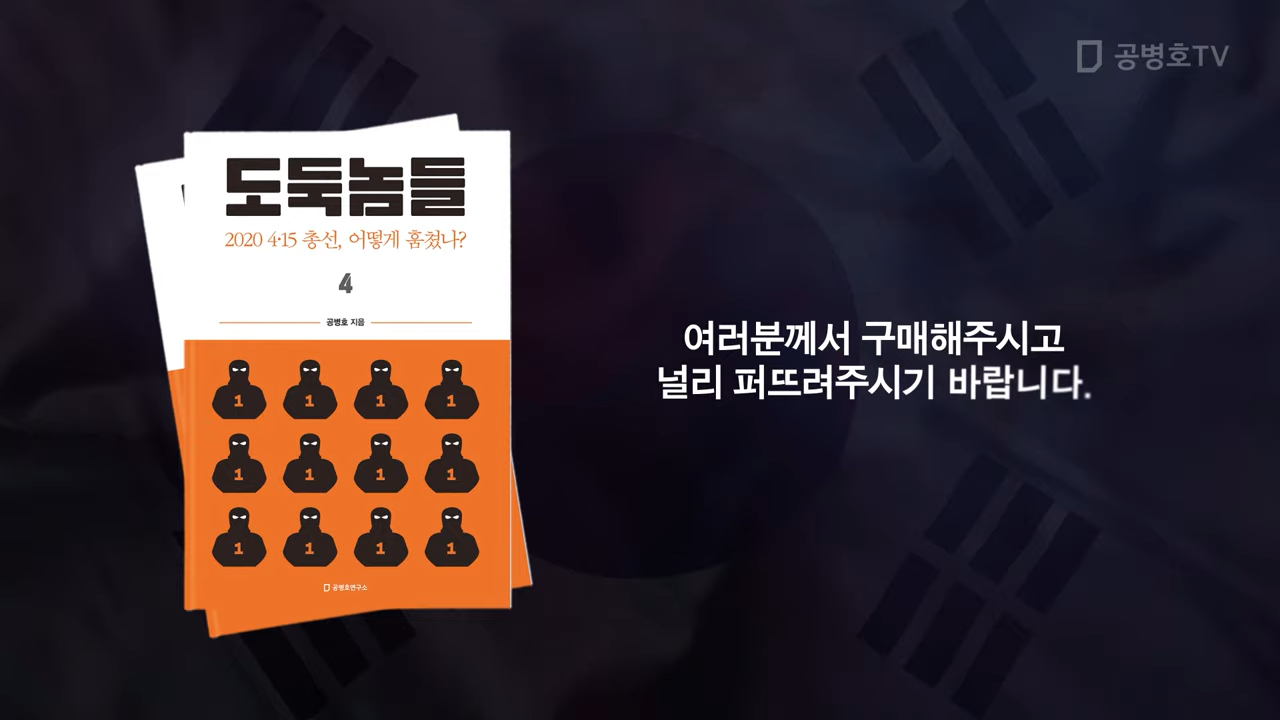 공병호TV
도둑놈들
2020 4·15 총선, 어떻게 훔쳤나?
4
공병호 지음
1 1 1 1
1 1 1 1
1 1 1 1
공병호연구소
여러분께서 구매해주시고
널리 퍼뜨려주시기 바랍니다.